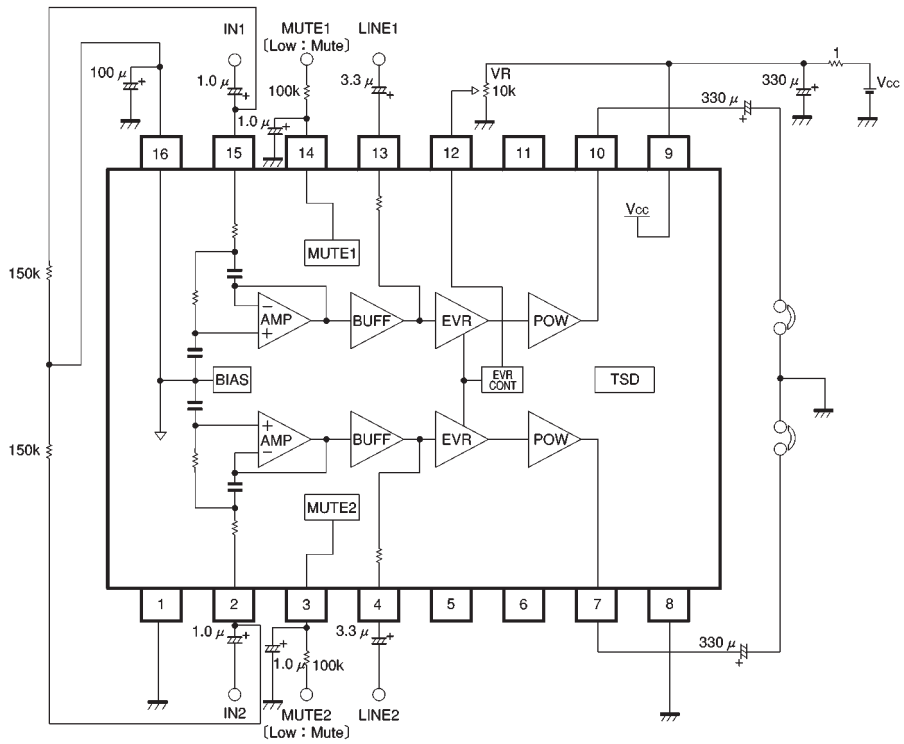 IN1 MUTE1 LINE1
〔Low : Mute〕
100 μ + 1.0 μ + 100k 3.3 μ + VR 10k 330 μ + 330 μ + 1 Vcc
1.0 μ +
16 15 14 13 12 11 10 9
Vcc
MUTE1
150k
− AMP + BUFF EVR POW
BIAS EVR CONT TSD
150k
+ AMP − BUFF EVR POW
MUTE2
1 2 3 4 5 6 7 8
1.0 μ + + 1.0 μ 100k 3.3 μ + 330 μ +
IN2 MUTE2 LINE2
〔Low : Mute〕